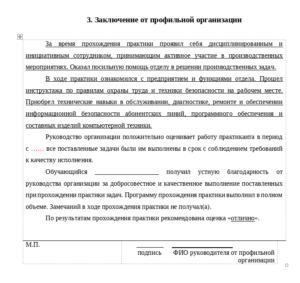 3. Заключение от профильной организации
За время прохождения практики проявил себя дисциплинированным и
инициативным сотрудником, принимающим активное участие в производственных
мероприятиях. Оказал посильную помощь отделу в решении производственных задач.
В ходе практики ознакомился с предприятием и функциями отдела. Прошел
инструктажа по правилам охраны труда и техники безопасности на рабочем месте.
Приобрел технические навыки в обслуживании, диагностике, ремонте и обеспечении
информационной безопасности абонентских линий, программного обеспечения и
составных изделий компьютерной техники.
Руководство организации положительно оценивает работу практиканта в период
с …… все поставленные задачи были им выполнены в срок с соблюдением требований
к качеству исполнения.
Обучающийся ____________________ получил устную благодарность от
руководства организации за добросовестное и качественное выполнение поставленных
при прохождении практики задач. Программу прохождения практики выполнил в полном
объеме. Замечаний в ходе прохождения практики не получал(а).
По результатам прохождения практики рекомендована оценка «отлично».
М.П.
подпись ФИО руководителя от профильной
организации